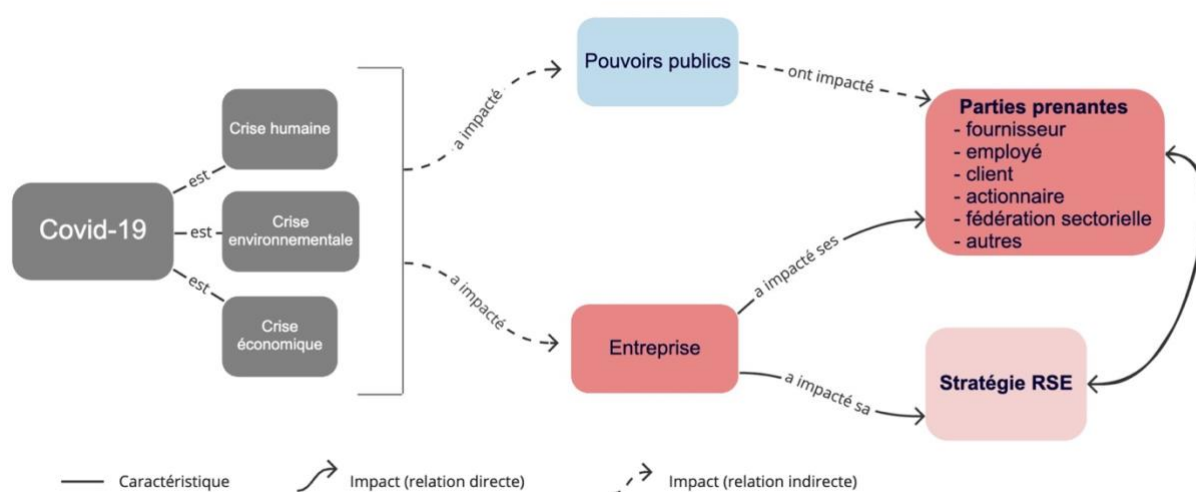 Covid-19
est
est
est
Crise humaine
Crise
environnementale
Crise
économique
a impacté
a impacté
Pouvoirs publics
Entreprise
ont impacté
a impacté ses
a impacté sa
Parties prenantes
- fournisseur
- employé
- client
- actionnaire
- fédération sectorielle
- autres
Stratégie RSE
Caractéristique
Impact (relation directe)
Impact (relation indirecte)